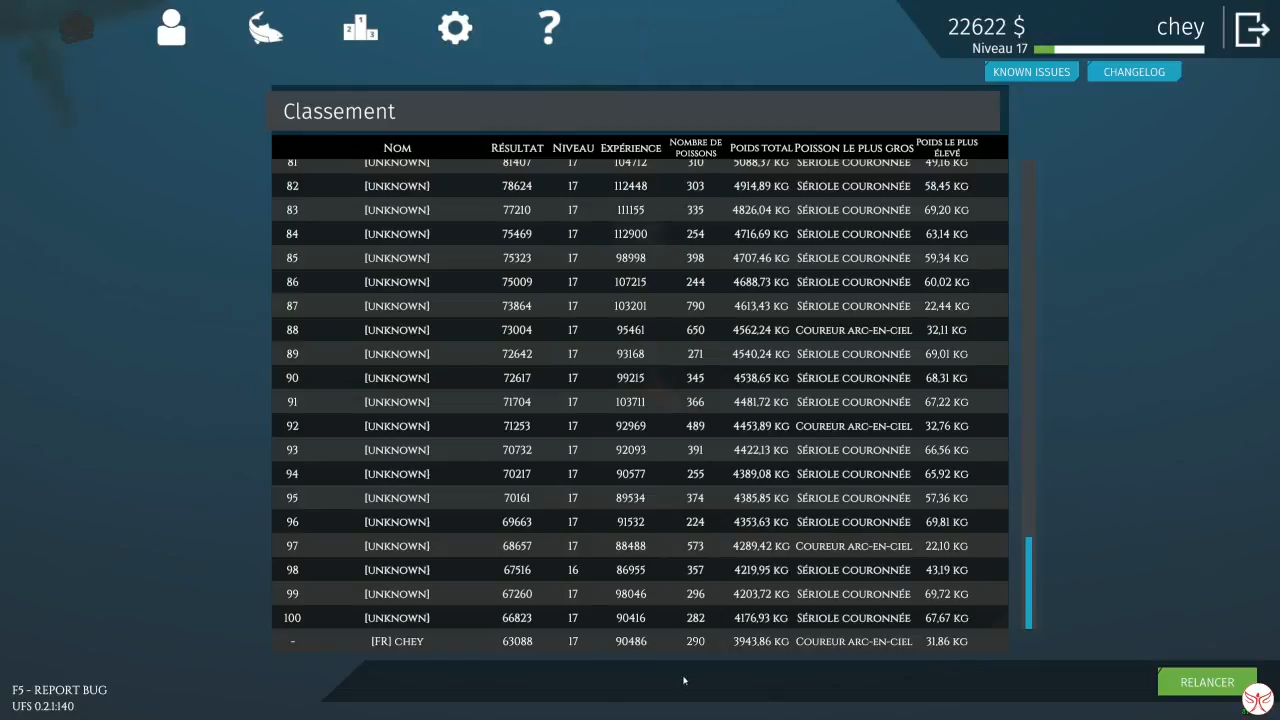 22622 $ chey
Niveau 17
KNOWN ISSUES CHANGELOG
Classement
Nom Résultat Niveau Expérience Nombre de poissons Poids total Poisson le plus gros Poids le plus élevé
81 [UNKNOWN] 81407 17 104712 310 5088,37 KG Sériole couronnée 49,16 KG
82 [UNKNOWN] 78624 17 112448 303 4914,89 KG Sériole couronnée 58,45 KG
83 [UNKNOWN] 77210 17 111155 335 4826,04 KG Sériole couronnée 69,20 KG
84 [UNKNOWN] 75469 17 112900 254 4716,69 KG Sériole couronnée 63,14 KG
85 [UNKNOWN] 75323 17 98998 398 4707,46 KG Sériole couronnée 59,34 KG
86 [UNKNOWN] 75009 17 107215 244 4688,73 KG Sériole couronnée 60,02 KG
87 [UNKNOWN] 73864 17 103201 790 4613,43 KG Sériole couronnée 22,44 KG
88 [UNKNOWN] 73004 17 95461 650 4562,24 KG Coureur arc-en-ciel 32,11 KG
89 [UNKNOWN] 72642 17 93168 271 4540,24 KG Sériole couronnée 69,01 KG
90 [UNKNOWN] 72617 17 99215 345 4538,65 KG Sériole couronnée 68,31 KG
91 [UNKNOWN] 71704 17 103711 366 4481,72 KG Sériole couronnée 67,22 KG
92 [UNKNOWN] 71253 17 92969 489 4453,89 KG Coureur arc-en-ciel 32,76 KG
93 [UNKNOWN] 70732 17 92093 391 4422,13 KG Sériole couronnée 66,56 KG
94 [UNKNOWN] 70217 17 90577 255 4389,08 KG Sériole couronnée 65,92 KG
95 [UNKNOWN] 70161 17 89534 374 4385,85 KG Sériole couronnée 57,36 KG
96 [UNKNOWN] 69663 17 91532 224 4353,63 KG Sériole couronnée 69,81 KG
97 [UNKNOWN] 68657 17 88488 573 4289,42 KG Coureur arc-en-ciel 22,10 KG
98 [UNKNOWN] 67516 16 86955 357 4219,95 KG Sériole couronnée 43,19 KG
99 [UNKNOWN] 67260 17 98046 296 4203,72 KG Sériole couronnée 69,72 KG
100 [UNKNOWN] 66823 17 90416 282 4176,93 KG Sériole couronnée 67,67 KG
- [FR] CHEY 63088 17 90486 290 3943,86 KG Coureur arc-en-ciel 31,86 KG
RELANCER
F5 - REPORT BUG
UFS 0.2.1:140